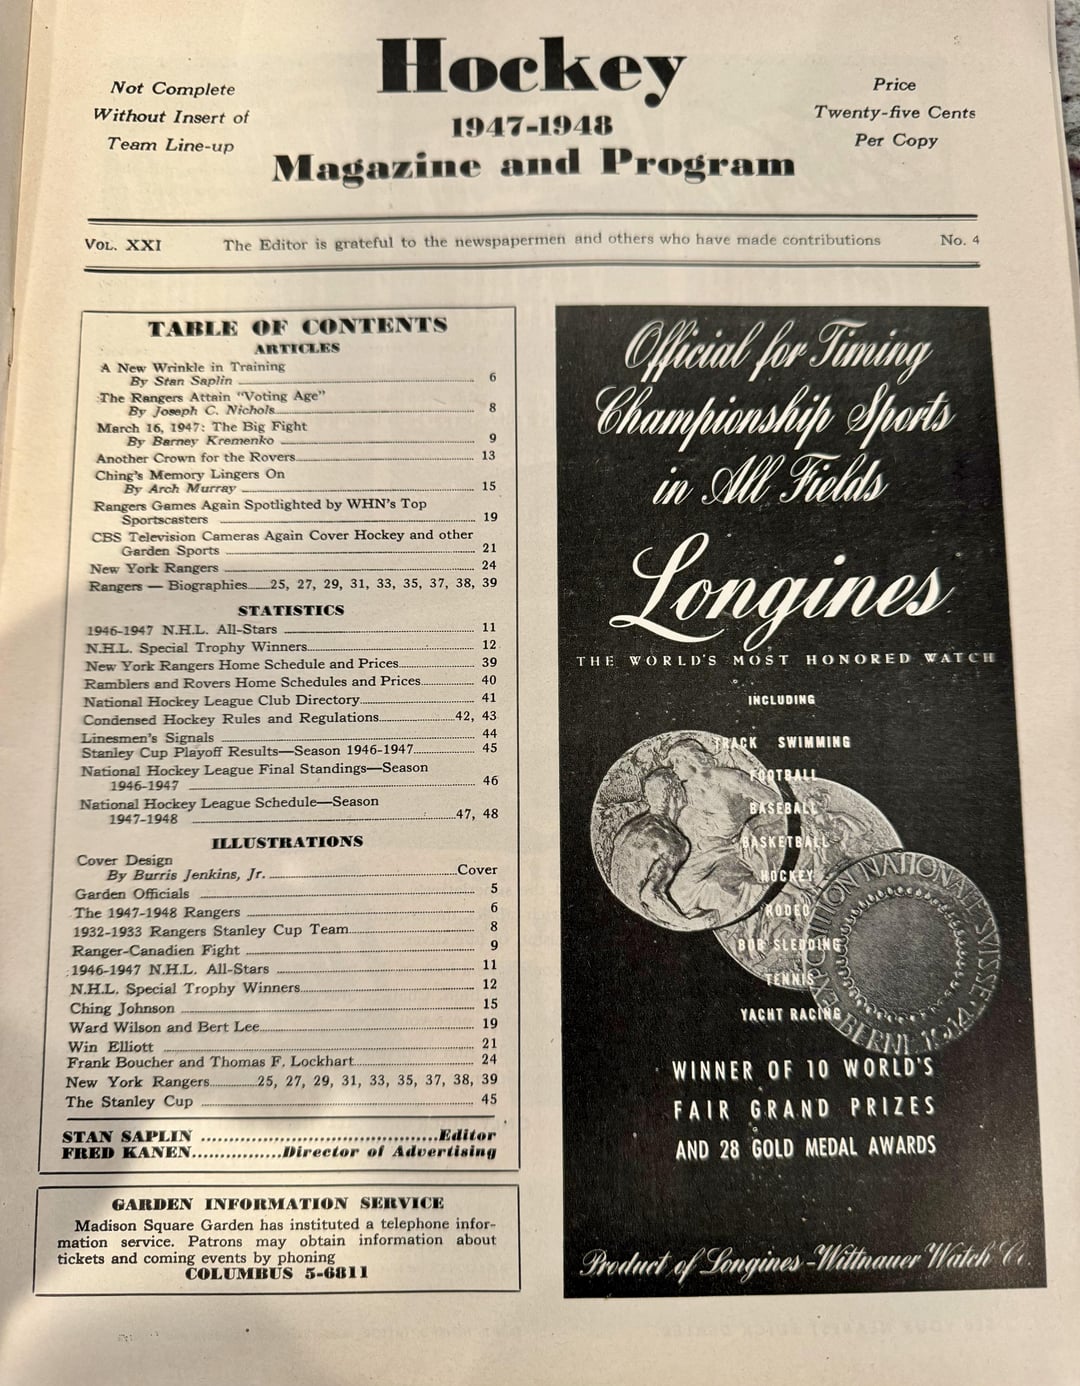 Hockey
1947-1948
Magazine and Program
Not Complete
Without Insert of
Team Line-up
Price
Twenty-five Cents
Per Copy
VOL. XXI The Editor is grateful to the newspapermen and others who have made contributions No. 4
TABLE OF CONTENTS
ARTICLES
A New Wrinkle in Training
By Stan Saplin 6
The Rangers Attain "Voting Age"
By Joseph C. Nichols 8
March 16, 1947: The Big Fight
By Barney Kremenko 9
Another Crown for the Rovers 13
Ching's Memory Lingers On
By Arch Murray 15
Rangers Games Again Spotlighted by WHN's Top
Sportscasters 19
CBS Television Cameras Again Cover Hockey and other
Garden Sports 21
New York Rangers 24
Rangers — Biographies 25, 27, 29, 31, 33, 35, 37, 38, 39
STATISTICS
1946-1947 N.H.L. All-Stars 11
N.H.L. Special Trophy Winners 12
New York Rangers Home Schedule and Prices 39
Ramblers and Rovers Home Schedules and Prices 40
National Hockey League Club Directory 41
Condensed Hockey Rules and Regulations 42, 43
Linesmen's Signals 44
Stanley Cup Playoff Results—Season 1946-1947 45
National Hockey League Final Standings—Season
1946-1947 46
National Hockey League Schedule—Season
1947-1948 47, 48
ILLUSTRATIONS
Cover Design
By Burris Jenkins, Jr. Cover
Garden Officials 5
The 1947-1948 Rangers 6
1932-1933 Rangers Stanley Cup Team 8
Ranger-Canadien Fight 9
1946-1947 N.H.L. All-Stars 11
N.H.L. Special Trophy Winners 12
Ching Johnson 15
Ward Wilson and Bert Lee 19
Win Elliott 21
Frank Boucher and Thomas F. Lockhart 24
New York Rangers 25, 27, 29, 31, 33, 35, 37, 38, 39
The Stanley Cup 45
STAN SAPLIN Editor
FRED KANEN Director of Advertising
GARDEN INFORMATION SERVICE
Madison Square Garden has instituted a telephone infor-
mation service. Patrons may obtain information about
tickets and coming events by phoning
COLUMBUS 5-6811
Official for Timing
Championship Sports
in All Fields
Longines
THE WORLD'S MOST HONORED WATCH
INCLUDING
TRACK SWIMMING
FOOTBALL
BASEBALL
BASKETBALL
HOCKEY
RODEO
BOB SLEDDING
TENNIS
YACHT RACING
EXPOSITION NATIONALE SVISSE
BERNE 1914
WINNER OF 10 WORLD'S
FAIR GRAND PRIZES
AND 28 GOLD MEDAL AWARDS
Product of Longines-Wittnauer Watch Co.